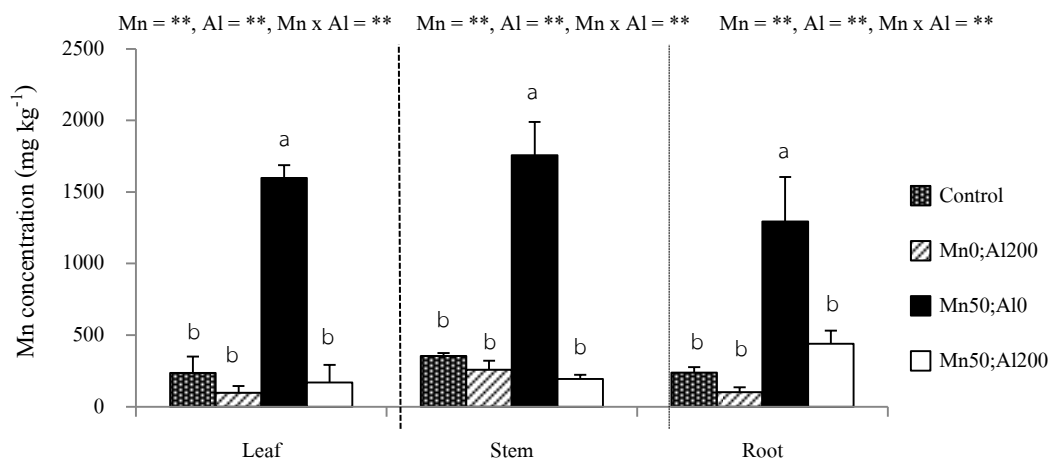 Mn = **, Al = **, Mn x Al = **
Mn = **, Al = **, Mn x Al = **
Mn = **, Al = **, Mn x Al = **
Mn concentration (mg kg-1)
2500
2000
1500
1000
500
0
b
b
a
b
b
b
a
b
b
b
a
b
Leaf
Stem
Root
Control
Mn0;Al200
Mn50;Al0
Mn50;Al200